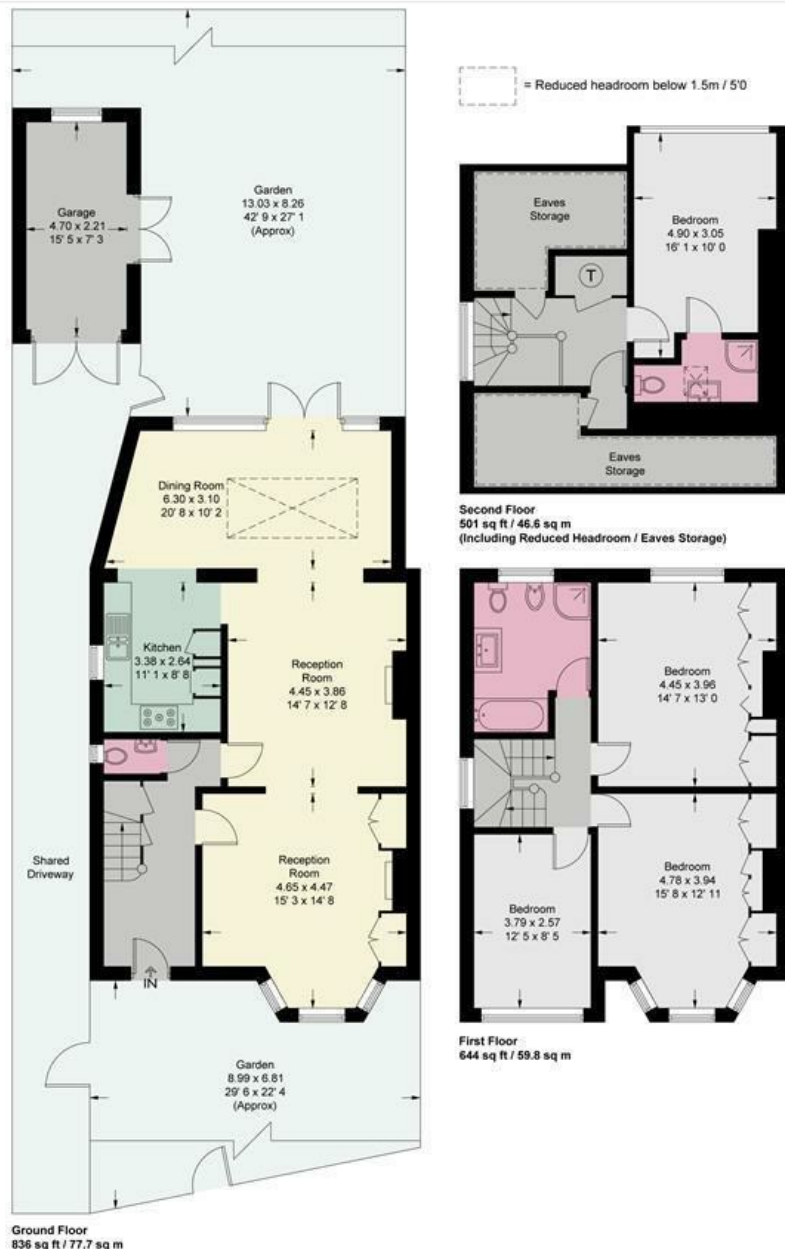 = Reduced headroom below 1.5m / 5'0
Garage
4.70 x 2.21
15' 5 x 7' 3
Garden
13.03 x 8.26
42' 9 x 27' 1
(Approx)
Dining Room
6.30 x 3.10
20' 8 x 10' 2
Kitchen
3.38 x 2.64
11' 1 x 8' 8
Reception
Room
4.45 x 3.86
14' 7 x 12' 8
Reception
Room
4.65 x 4.47
15' 3 x 14' 8
Shared
Driveway
IN
Garden
8.99 x 6.81
29' 6 x 22' 4
(Approx)
Ground Floor
836 sq ft / 77.7 sq m
Eaves
Storage
T
Bedroom
4.90 x 3.05
16' 1 x 10' 0
Eaves
Storage
Second Floor
501 sq ft / 46.6 sq m
(Including Reduced Headroom / Eaves Storage)
Bedroom
4.45 x 3.96
14' 7 x 13' 0
Bedroom
4.78 x 3.94
15' 8 x 12' 11
Bedroom
3.79 x 2.57
12' 5 x 8' 5
First Floor
644 sq ft / 59.8 sq m